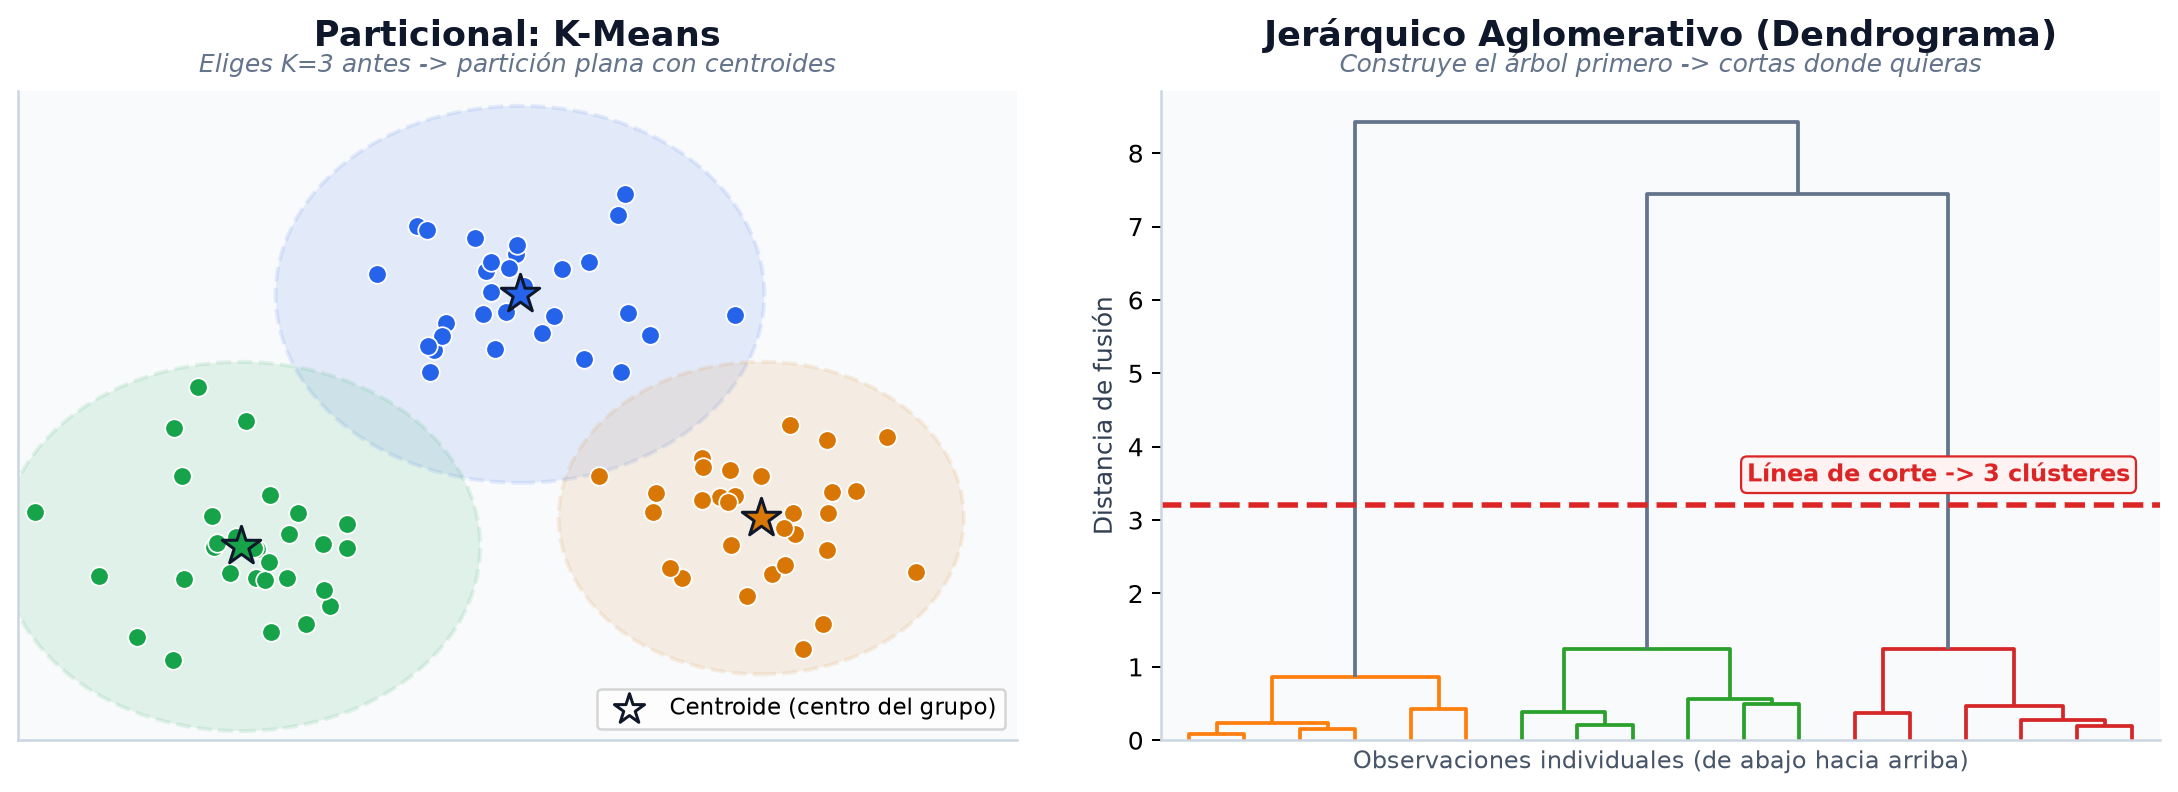 Particional: K-Means
Eliges K=3 antes -> partición plana con centroides
Centroide (centro del grupo)
Jerárquico Aglomerativo (Dendrograma)
Construye el árbol primero -> cortas donde quieras
Distancia de fusión
8
7
6
5
4
3
2
1
0
Línea de corte -> 3 clústeres
Observaciones individuales (de abajo hacia arriba)